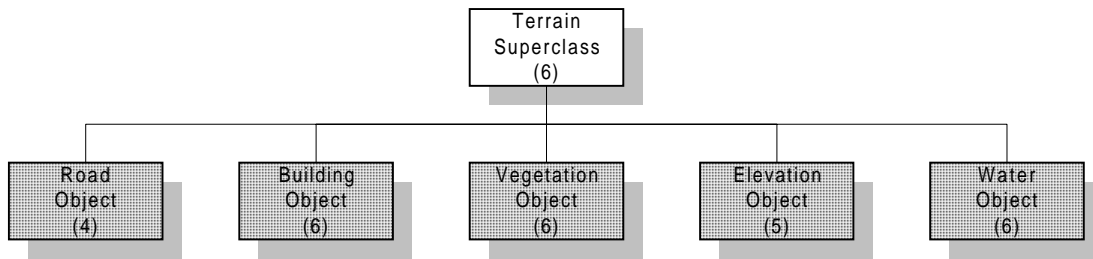 Terrain
Superclass
(6)
Road
Object
(4)
Building
Object
(6)
Vegetation
Object
(6)
Elevation
Object
(5)
Water
Object
(6)